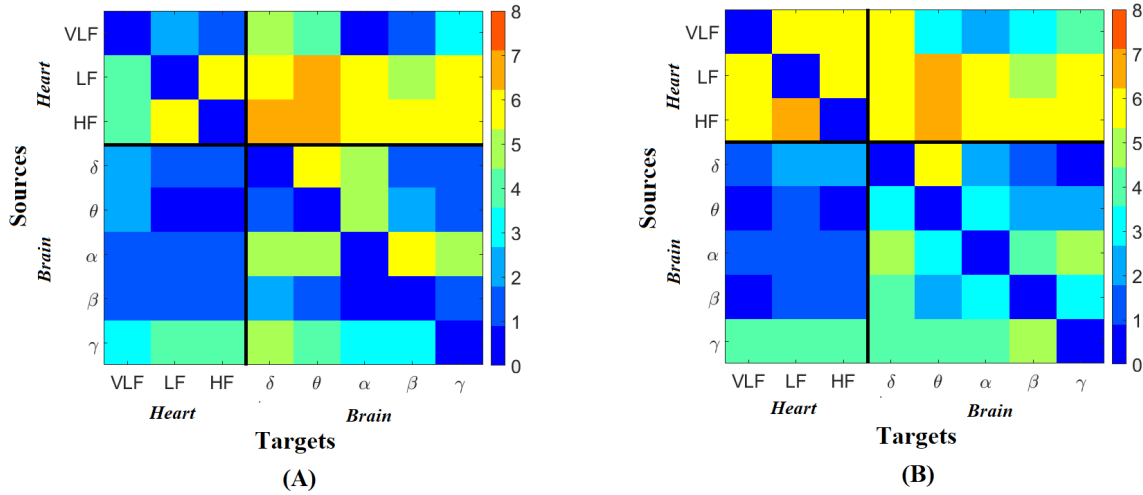 VLF
LF
HF
δ
θ
α
β
γ
Heart
Brain
Sources
8
7
6
5
4
3
2
1
0
VLF LF HF δ θ α β γ
Heart Brain
Targets
(A)
VLF
LF
HF
δ
θ
α
β
γ
Heart
Brain
Sources
8
7
6
5
4
3
2
1
0
VLF LF HF δ θ α β γ
Heart Brain
Targets
(B)